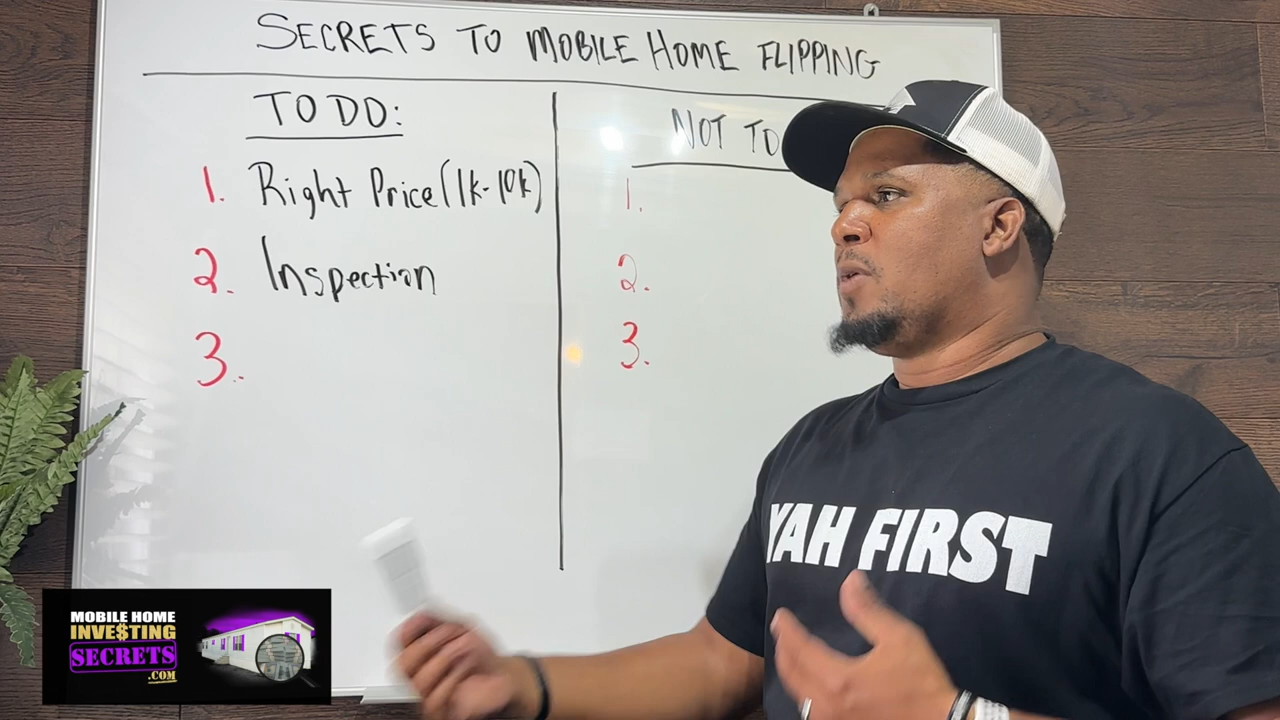 SECRETS TO MOBILE HOME FLIPPING
TO DO:
1. Right Price (1k-10k)
2. Inspection
3.
NOT TO
1.
2.
3.
YAH FIRST
MOBILE HOME
INVE$TING
SECRETS
.COM